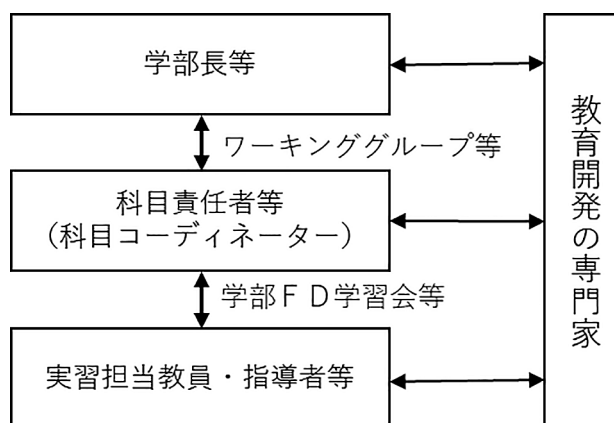 学部長等
ワーキンググループ等
科目責任者等
（科目コーディネーター）
学部ＦＤ学習会等
実習担当教員・指導者等
教育開発の専門家